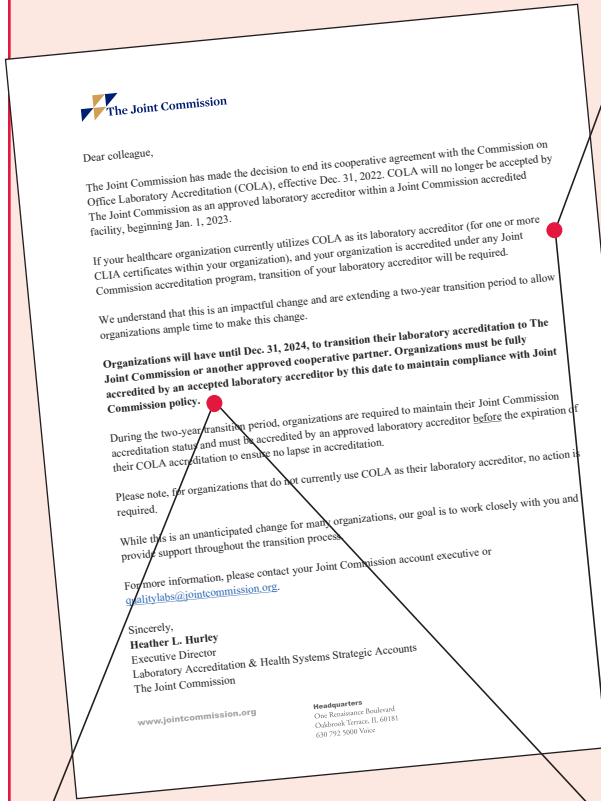 The Joint Commission
Dear colleague,
The Joint Commission has made the decision to end its cooperative agreement with the Commission on
Office Laboratory Accreditation (COLA), effective Dec. 31, 2022. COLA will no longer be accepted by
The Joint Commission as an approved laboratory accreditor within a Joint Commission accredited
facility, beginning Jan. 1, 2023.
If your healthcare organization currently utilizes COLA as its laboratory accreditor (for one or more
CLIA certificates within your organization), and your organization is accredited under any Joint
Commission accreditation program, transition of your laboratory accreditor will be required.
We understand that this is an impactful change and are extending a two-year transition period to allow
organizations ample time to make this change.
Organizations will have until Dec. 31, 2024, to transition their laboratory accreditation to The
Joint Commission or another approved cooperative partner. Organizations must be fully
accredited by an accepted laboratory accreditor by this date to maintain compliance with Joint
Commission policy.
During the two-year transition period, organizations are required to maintain their Joint Commission
accreditation status and must be accredited by an approved laboratory accreditor before the expiration of
their COLA accreditation to ensure no lapse in accreditation.
Please note, for organizations that do not currently use COLA as their laboratory accreditor, no action is
required.
While this is an unanticipated change for many organizations, our goal is to work closely with you and
provide support throughout the transition process.
For more information, please contact your Joint Commission account executive or
qualitylabs@jointcommission.org.
Sincerely,
Heather L. Hurley
Executive Director
Laboratory Accreditation & Health Systems Strategic Accounts
The Joint Commission
www.jointcommission.org
Headquarters
One Renaissance Boulevard
Oakbrook Terrace, IL 60181
630 792 5000 Voice